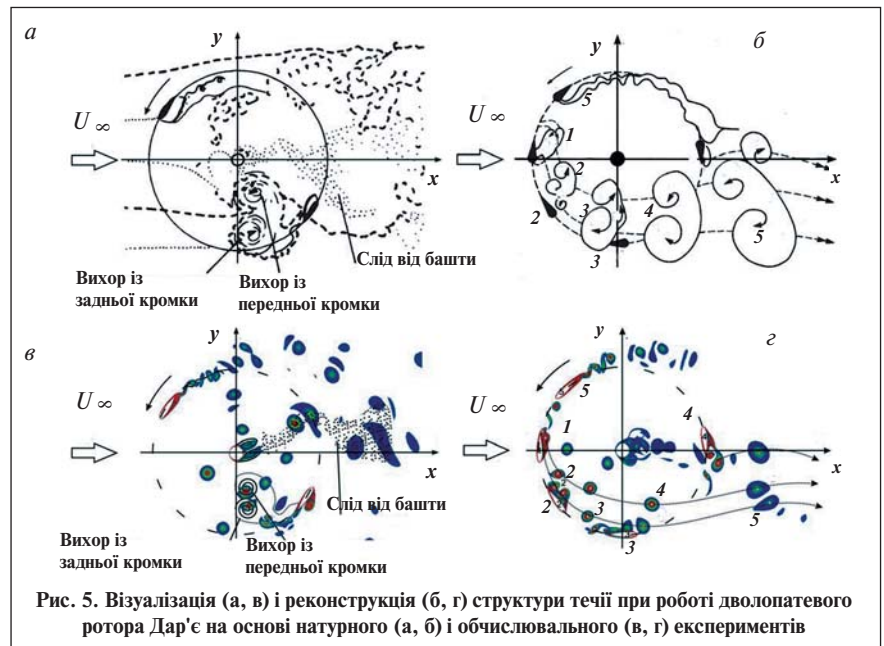 а
y
U ∞
x
Вихор із
задньої кромки
Вихор із
передньої кромки
Слід від башти
б
y
U ∞
x
5
1
2
2
3
3
4
5
в
y
U ∞
x
Вихор із
задньої кромки
Вихор із
передньої кромки
Слід від башти
г
y
U ∞
x
5
1
4
2
2
3
3
4
5
Рис. 5. Візуалізація (а, в) і реконструкція (б, г) структури течії при роботі дволопатевого
ротора Дар'є на основі натурного (а, б) і обчислювального (в, г) експериментів